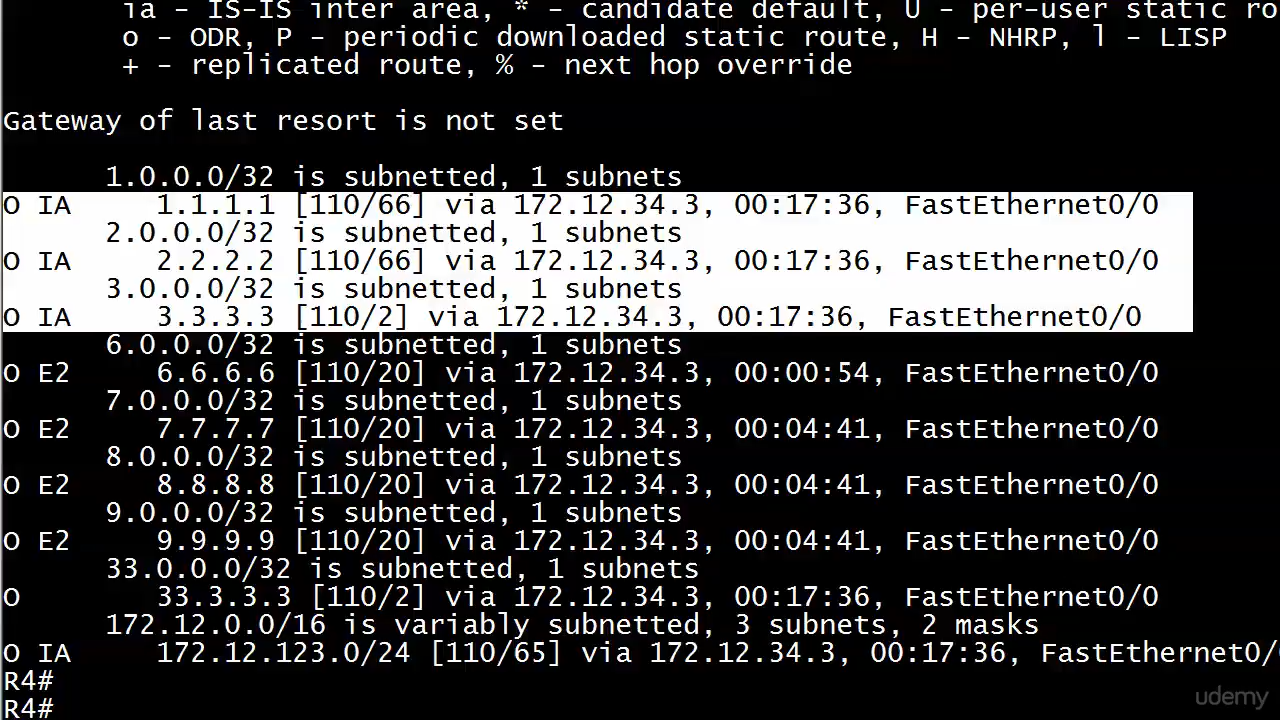 ia - IS-IS inter area, * - candidate default, U - per-user static ro
o - ODR, P - periodic downloaded static route, H - NHRP, l - LISP
+ - replicated route, % - next hop override
Gateway of last resort is not set
1.0.0.0/32 is subnetted, 1 subnets
O IA 1.1.1.1 [110/66] via 172.12.34.3, 00:17:36, FastEthernet0/0
2.0.0.0/32 is subnetted, 1 subnets
O IA 2.2.2.2 [110/66] via 172.12.34.3, 00:17:36, FastEthernet0/0
3.0.0.0/32 is subnetted, 1 subnets
O IA 3.3.3.3 [110/2] via 172.12.34.3, 00:17:36, FastEthernet0/0
6.0.0.0/32 is subnetted, 1 subnets
O E2 6.6.6.6 [110/20] via 172.12.34.3, 00:00:54, FastEthernet0/0
7.0.0.0/32 is subnetted, 1 subnets
O E2 7.7.7.7 [110/20] via 172.12.34.3, 00:04:41, FastEthernet0/0
8.0.0.0/32 is subnetted, 1 subnets
O E2 8.8.8.8 [110/20] via 172.12.34.3, 00:04:41, FastEthernet0/0
9.0.0.0/32 is subnetted, 1 subnets
O E2 9.9.9.9 [110/20] via 172.12.34.3, 00:04:41, FastEthernet0/0
33.0.0.0/32 is subnetted, 1 subnets
O 33.3.3.3 [110/2] via 172.12.34.3, 00:17:36, FastEthernet0/0
172.12.0.0/16 is variably subnetted, 3 subnets, 2 masks
O IA 172.12.123.0/24 [110/65] via 172.12.34.3, 00:17:36, FastEthernet0/
R4#
R4#
udemy